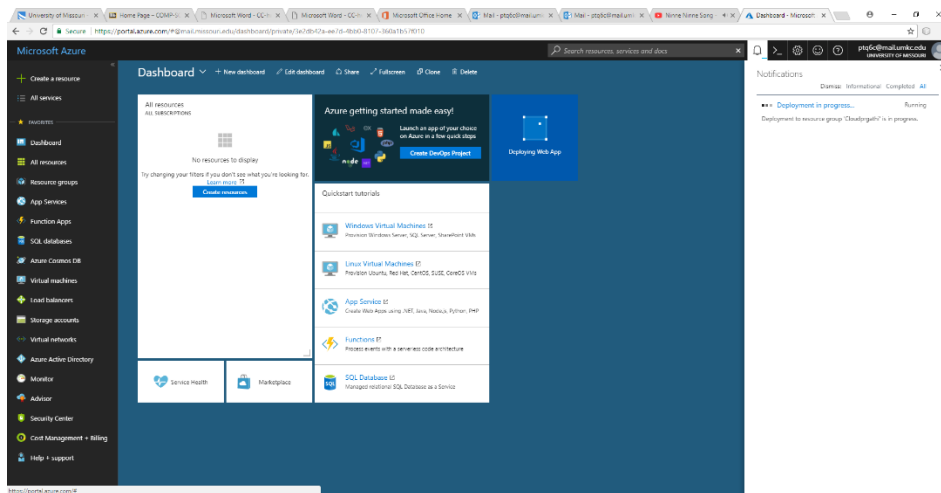 University of Missouri -
Home Page – COMP-S
Microsoft Word - CC-h
Microsoft Word - CC-h
Microsoft Office Home
Mail - ptq6c@mail.umk
Mail - ptq6c@mail.umk
Ninne Ninne Song -
Dashboard - Microsoft
Secure
Microsoft Azure
Search resources, services and docs
ptq6c@mail.umkc.edu
UNIVERSITY OF MISSOURI
Create a resource
All services
FAVORITES
Dashboard
All resources
Resource groups
App Services
Function Apps
SQL databases
Azure Cosmos DB
Virtual machines
Load balancers
Storage accounts
Virtual networks
Azure Active Directory
Monitor
Advisor
Security Center
Cost Management + Billing
Help + support
https://portal.azure.com/#
Dashboard
+ New dashboard
Edit dashboard
Share
Fullscreen
Clone
Delete
All resources
ALL SUBSCRIPTIONS
No resources to display
Try changing your filters if you don't see what you're looking for.
Learn more
Create resources
Service Health
Marketplace
Azure getting started made easy!
Launch an app of your choice
on Azure in a few quick steps
Create DevOps Project
node
Quickstart tutorials
Windows Virtual Machines
Provision Windows Server, SQL Server, SharePoint VMs
Linux Virtual Machines
Provision Ubuntu, Red Hat, CentOS, SUSE, CoreOS VMs
App Service
Create Web Apps using .NET, Java, Node.js, Python, PHP
Functions
Process events with a serverless code architecture
SQL
SQL Database
Managed relational SQL Database as a Service
Deploying Web App
Notifications
Dismiss: Informational Completed All
Deployment in progress...
Running
Deployment to resource group 'Cloudprgathi' is in progress.